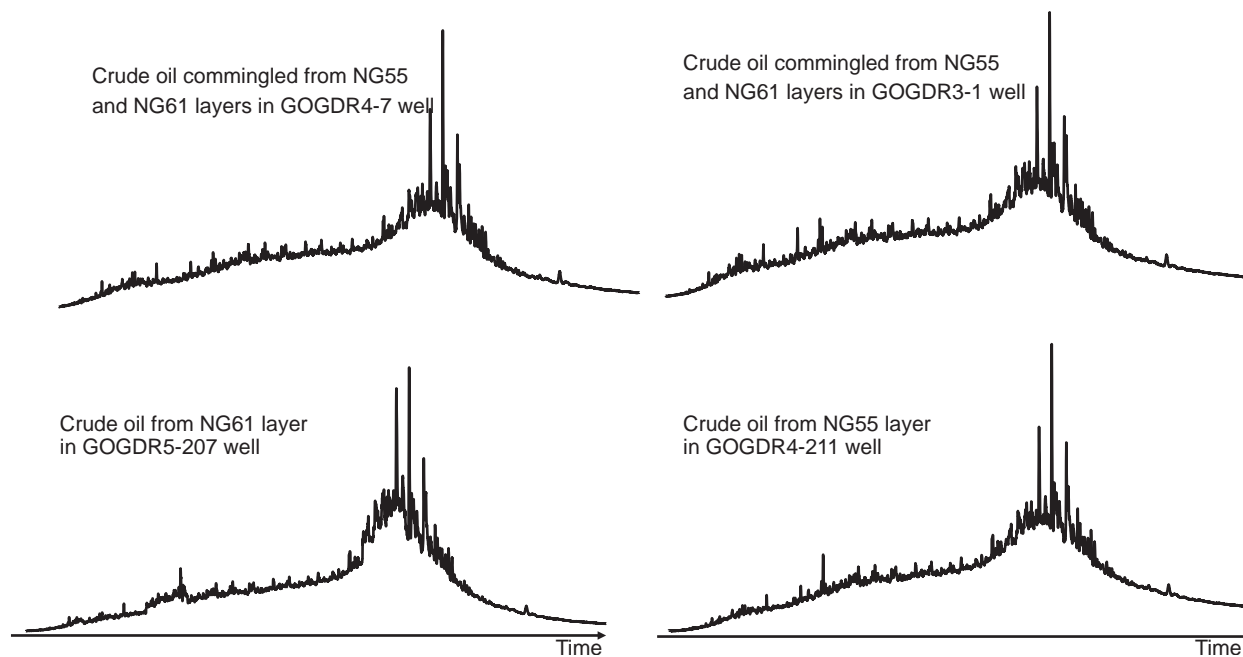 Crude oil commingled from NG55
and NG61 layers in GOGDR4-7 well
Crude oil commingled from NG55
and NG61 layers in GOGDR3-1 well
Crude oil from NG61 layer
in GOGDR5-207 well
Crude oil from NG55 layer
in GOGDR4-211 well
Time
Time